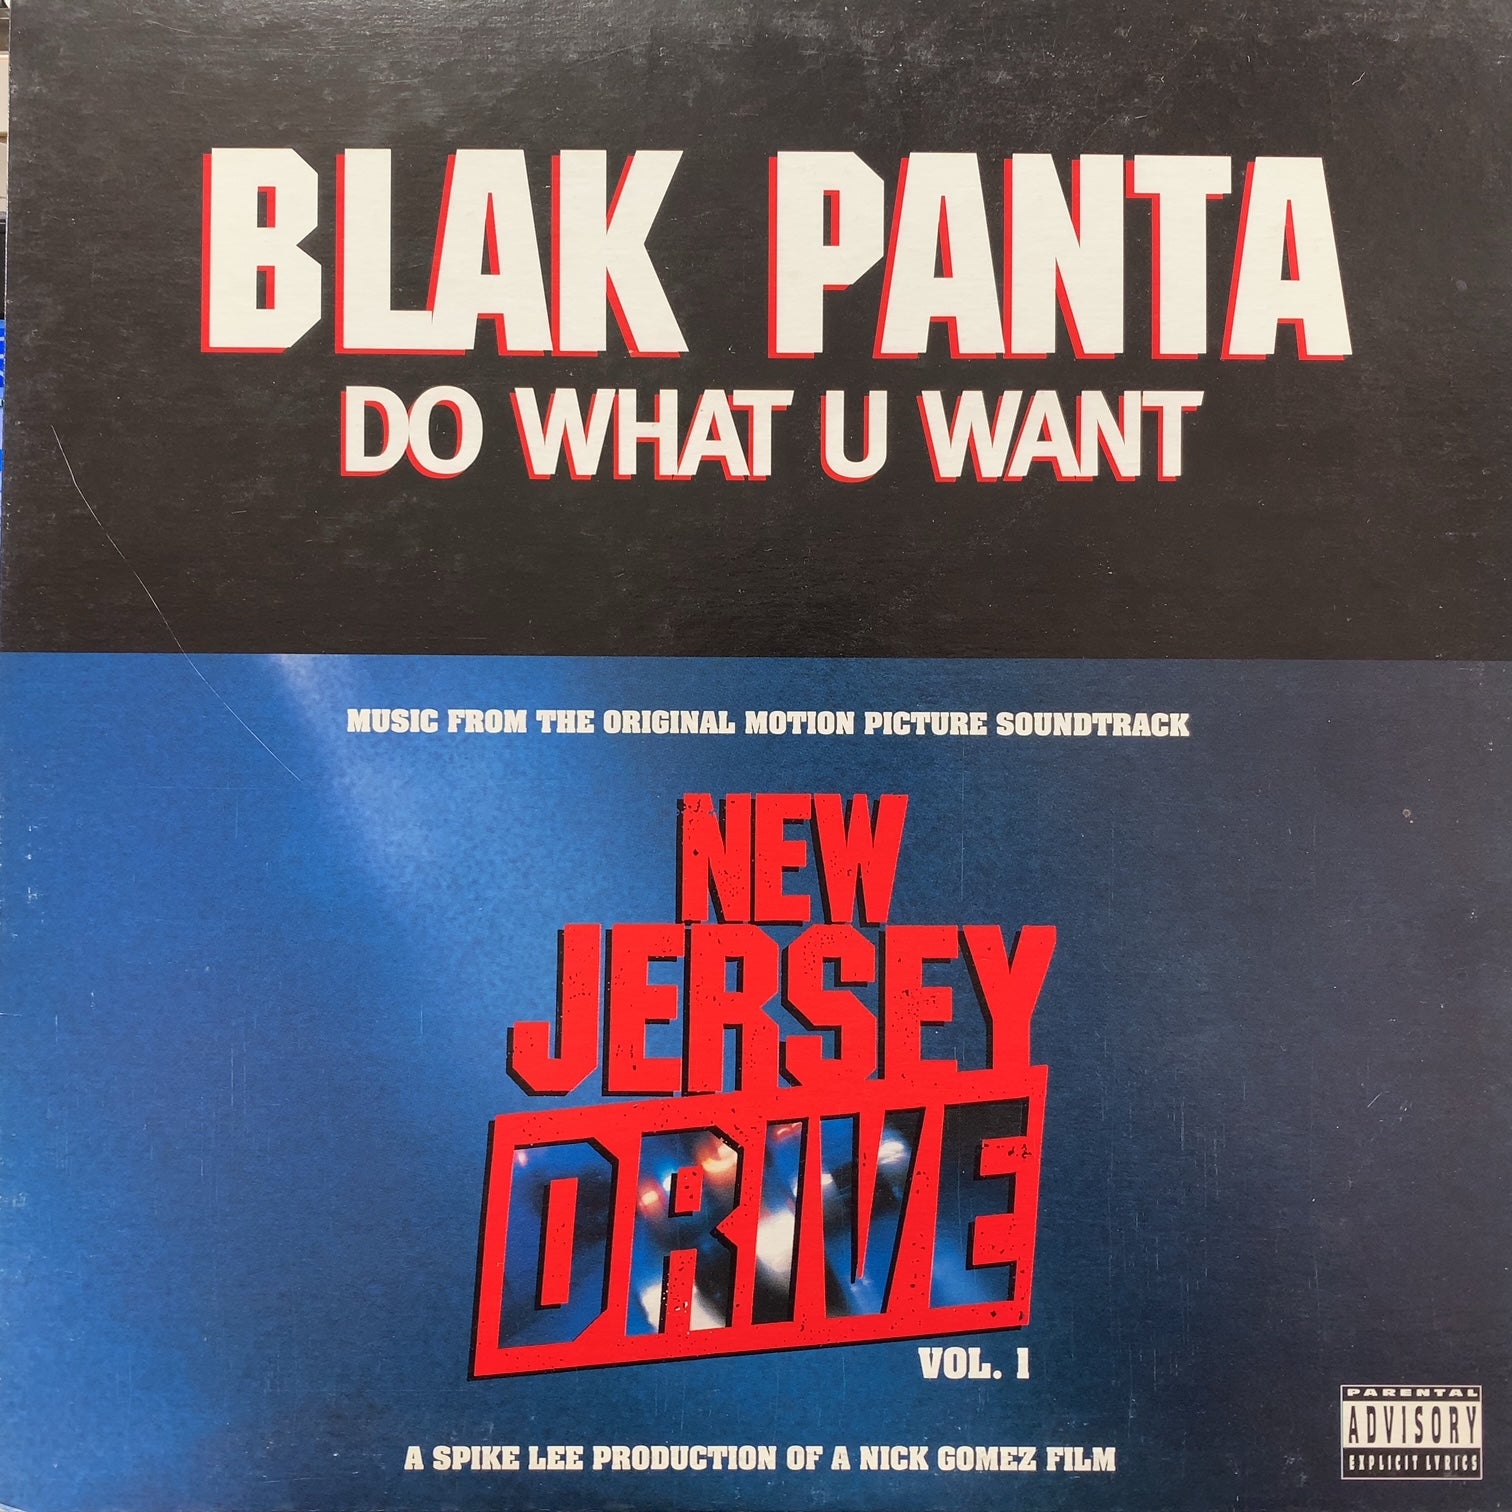 BLAK PANTA
DO WHAT U WANT
MUSIC FROM THE ORIGINAL MOTION PICTURE SOUNDTRACK
NEW
JERSEY
DRIVE
VOL. 1
A SPIKE LEE PRODUCTION OF A NICK GOMEZ FILM
PARENTAL
ADVISORY
EXPLICIT LYRICS